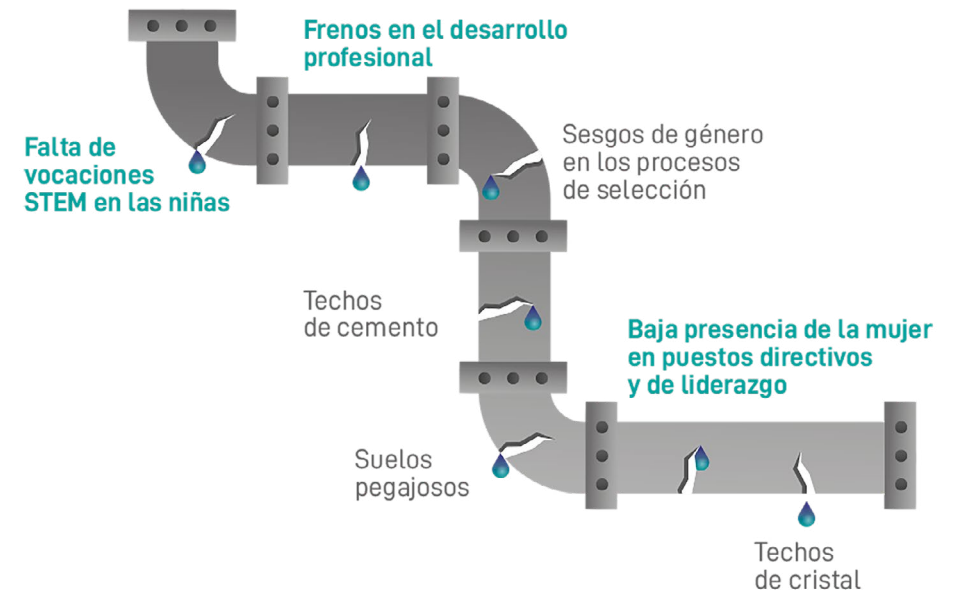 Frenos en el desarrollo
profesional
Falta de
vocaciones
STEM en las niñas
Sesgos de género
en los procesos
de selección
Techos
de cemento
Baja presencia de la mujer
en puestos directivos
y de liderazgo
Suelos
pegajosos
Techos
de cristal